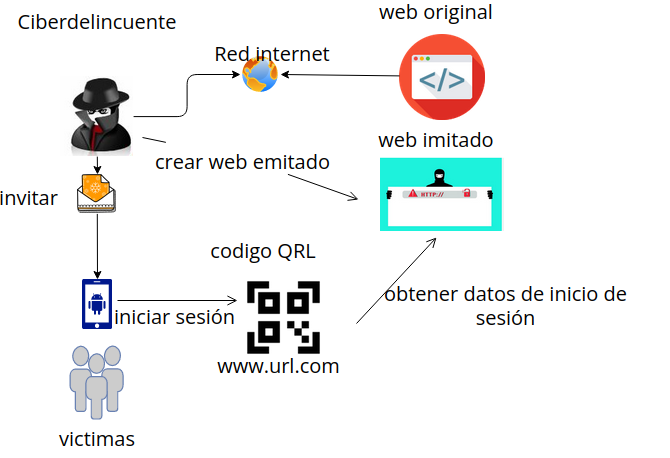 web original
Ciberdelincuente
Red internet
</>
web imitado
crear web emitado
invitar
HTTP://
codigo QRL
obtener datos de inicio de
sesión
iniciar sesión
www.url.com
victimas